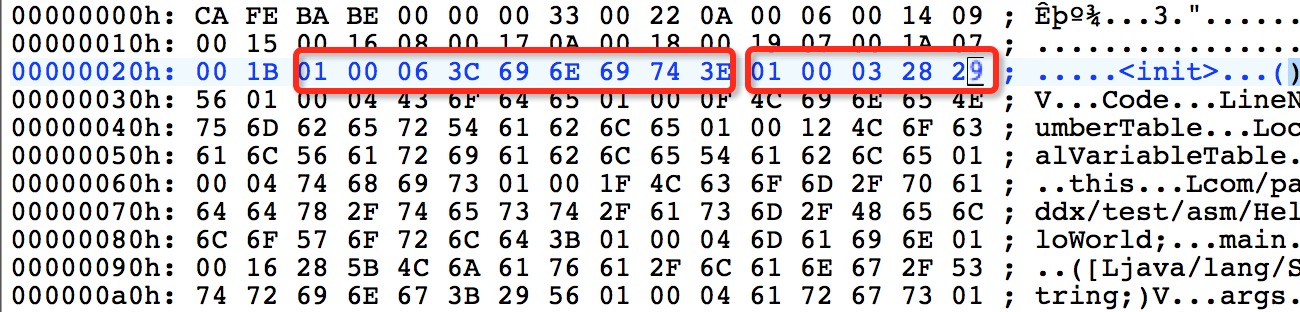 00000000h: CA FE BA BE 00 00 00 33 00 22 0A 00 06 00 14 09 ; Êþº¾...3."......
00000010h: 00 15 00 16 08 00 17 0A 00 18 00 19 07 00 1A 07 ; ................
00000020h: 00 1B 01 00 06 3C 69 6E 69 74 3E 01 00 03 28 29 ; .....<init>...()
00000030h: 56 01 00 04 43 6F 64 65 01 00 0F 4C 69 6E 65 4E ; V...Code...LineN
00000040h: 75 6D 62 65 72 54 61 62 6C 65 01 00 12 4C 6F 63 ; umberTable...Loc
00000050h: 61 6C 56 61 72 69 61 62 6C 65 54 61 62 6C 65 01 ; alVariableTable.
00000060h: 00 04 74 68 69 73 01 00 1F 4C 63 6F 6D 2F 70 61 ; ..this...Lcom/pa
00000070h: 64 64 78 2F 74 65 73 74 2F 61 73 6D 2F 48 65 6C ; ddx/test/asm/Hel
00000080h: 6C 6F 57 6F 72 6C 64 3B 01 00 04 6D 61 69 6E 01 ; loWorld;...main.
00000090h: 00 16 28 5B 4C 6A 61 76 61 2F 6C 61 6E 67 2F 53 ; ..([Ljava/lang/S
000000a0h: 74 72 69 6E 67 3B 29 56 01 00 04 61 72 67 73 01 ; tring;)V...args.